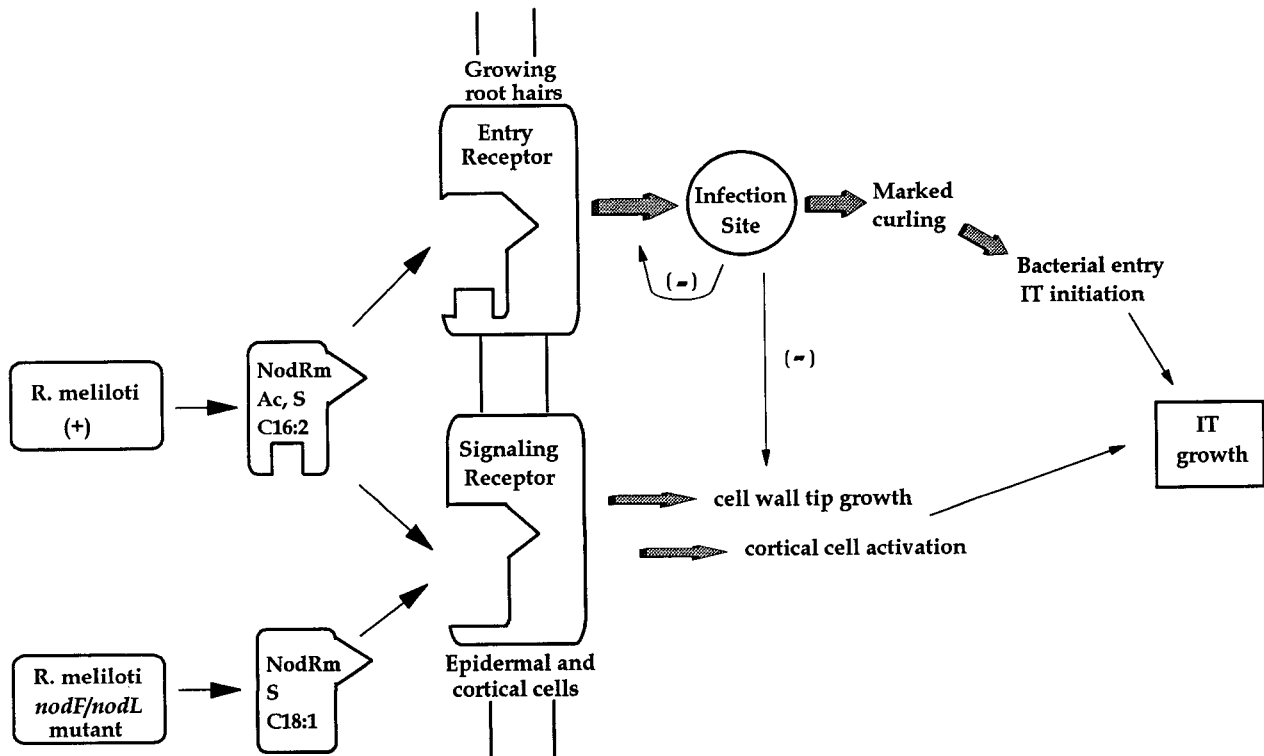 Growing
root hairs
Entry
Receptor
Infection
Site
Marked
curling
(-)
Bacterial entry
IT initiation
(-)
R. meliloti
(+)
NodRm
Ac, S
C16:2
Signaling
Receptor
IT
growth
cell wall tip growth
cortical cell activation
R. meliloti
nodF/nodL
mutant
NodRm
S
C18:1
Epidermal and
cortical cells